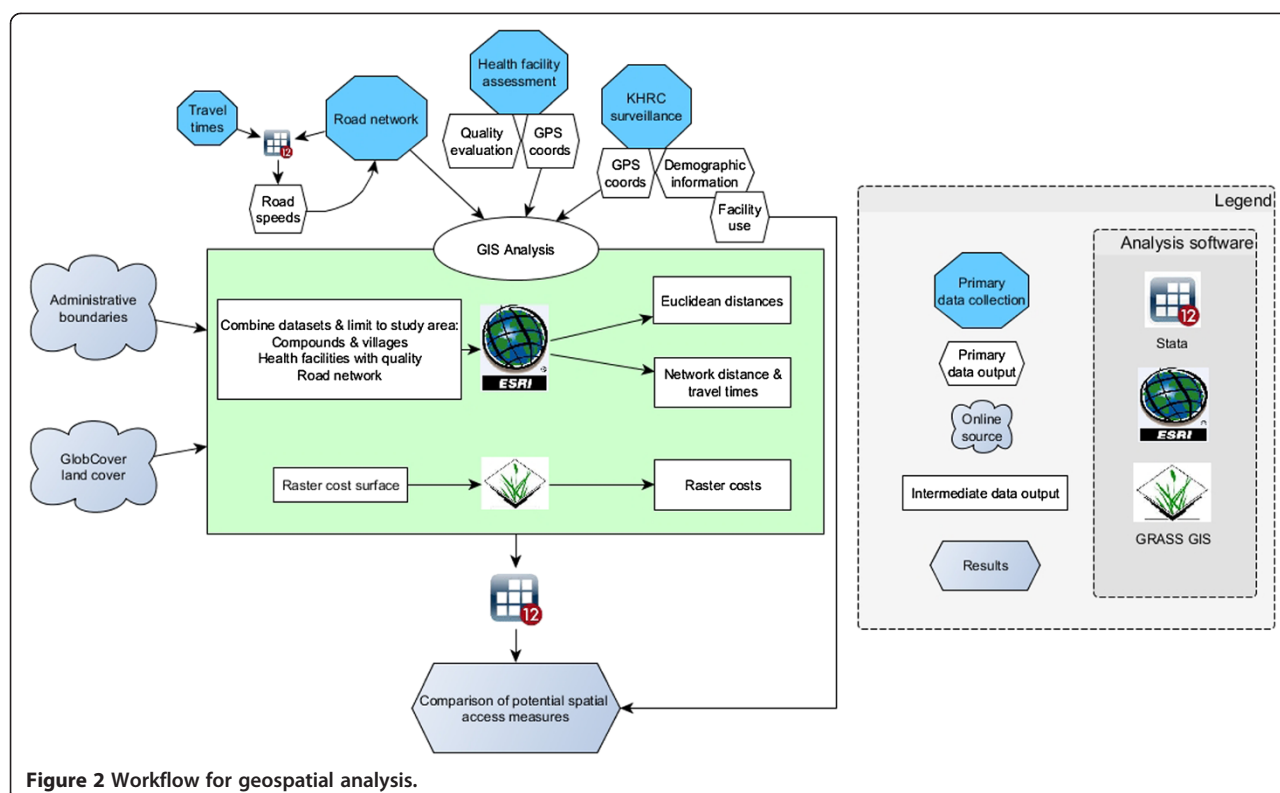 Health facility
assessment
KHRC
surveillance
Travel
times
Road network
12
Quality
evaluation
GPS
coords
GPS
coords
Demographic
information
Road
speeds
Facility
use
GIS Analysis
Administrative
boundaries
Combine datasets & limit to study area:
Compounds & villages
Health facilities with quality
Road network
ESRI
Euclidean distances
Network distance &
travel times
GlobCover
land cover
Raster cost surface
Raster costs
12
Comparison of potential spatial
access measures
Legend
Primary
data collection
Primary
data output
Online
source
Intermediate data output
Results
Analysis software
12
Stata
ESRI
GRASS GIS
Figure 2 Workflow for geospatial analysis.